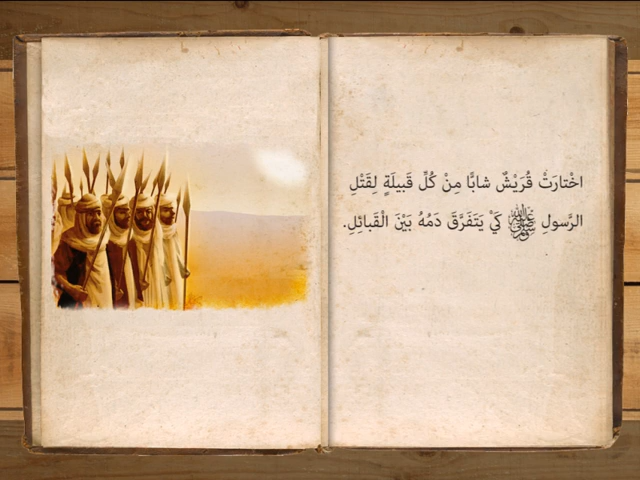 اخْتارَتْ قُرَيْشٌ شابًّا مِنْ كُلِّ قَبيلَةٍ لِقَتْلِ
الرَّسولِ ﷺ كَيْ يَتَفَرَّقَ دَمُهُ بَيْنَ الْقَبائِلِ.